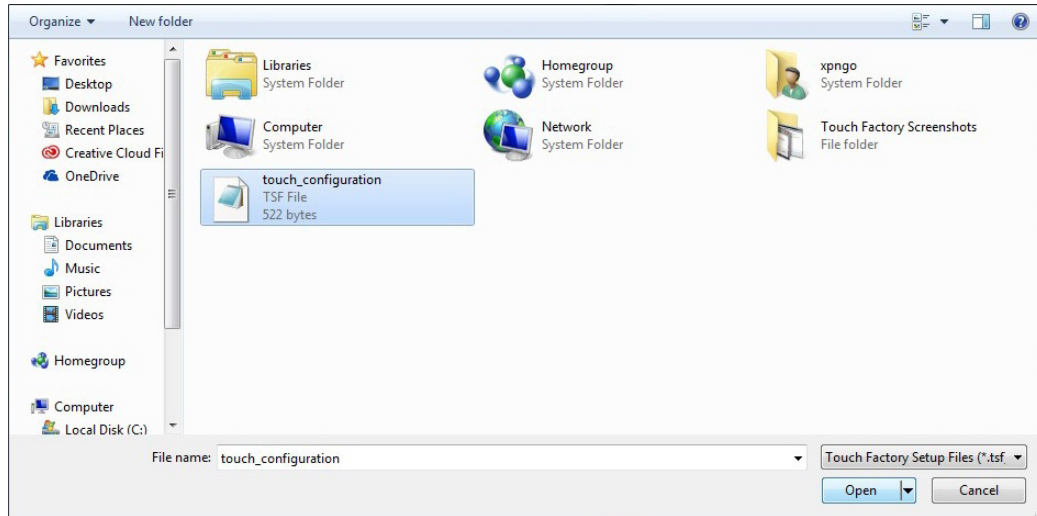 Organize
New folder
Favorites
Desktop
Downloads
Recent Places
Creative Cloud Fi
OneDrive
Libraries
Documents
Music
Pictures
Videos
Homegroup
Computer
Local Disk (C:)
Libraries
System Folder
Homegroup
System Folder
xpngo
System Folder
Computer
System Folder
Network
System Folder
Touch Factory Screenshots
File folder
touch_configuration
TSF File
522 bytes
File name: touch_configuration
Touch Factory Setup Files (*.tsf
Open
Cancel